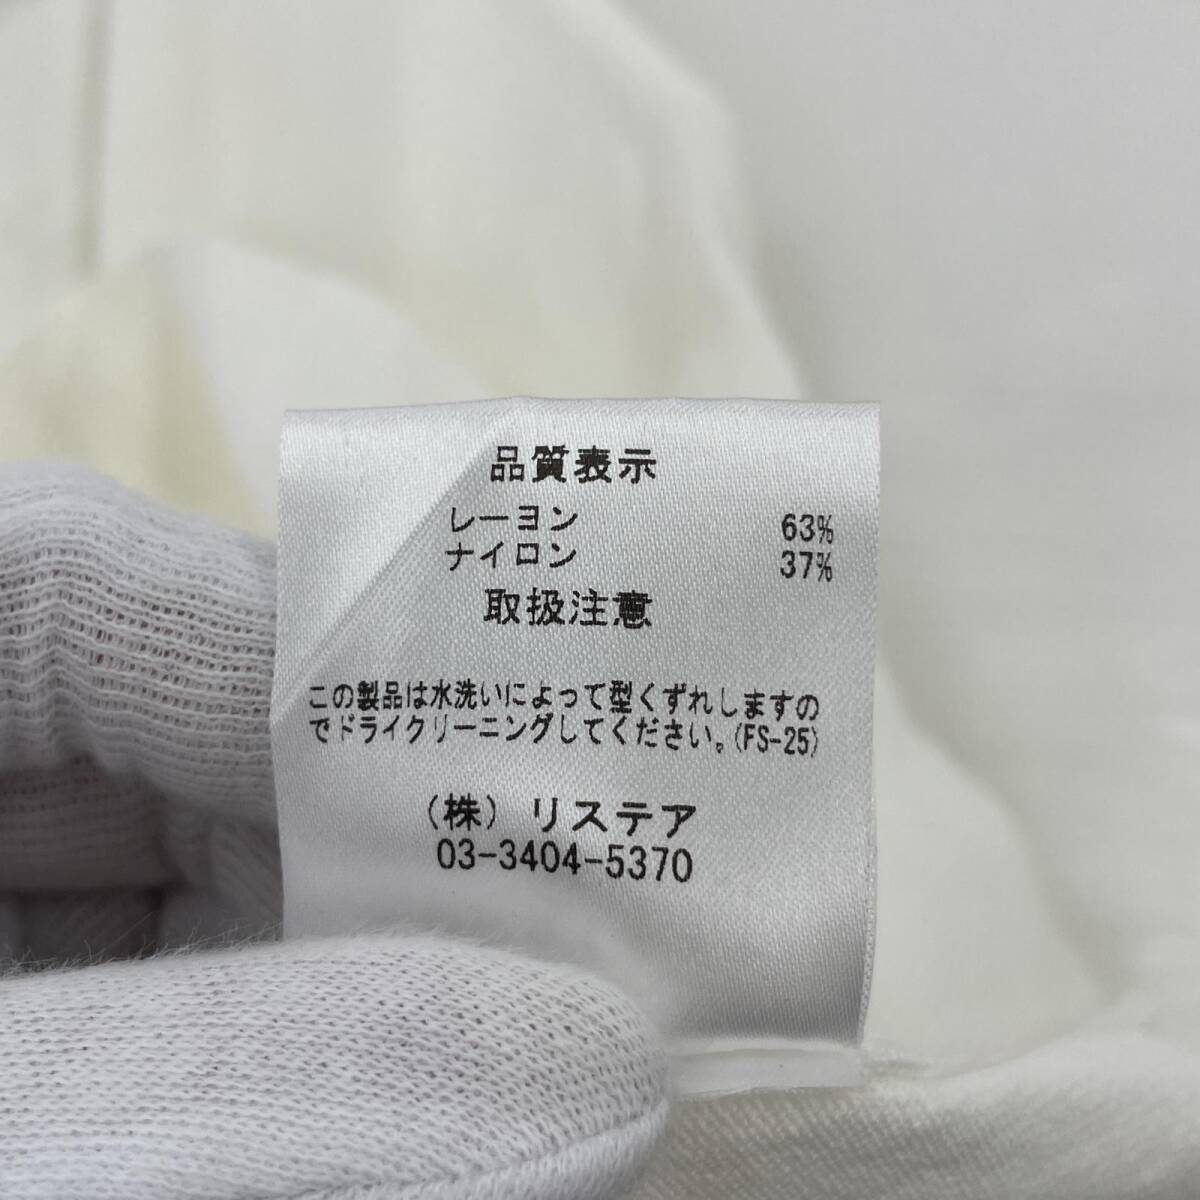 品質表示
レーヨン 63%
ナイロン 37%
取扱注意
この製品は水洗いによって型くずれしますの
でドライクリーニングしてください。(FS-25)
（株）リステア
03-3404-5370